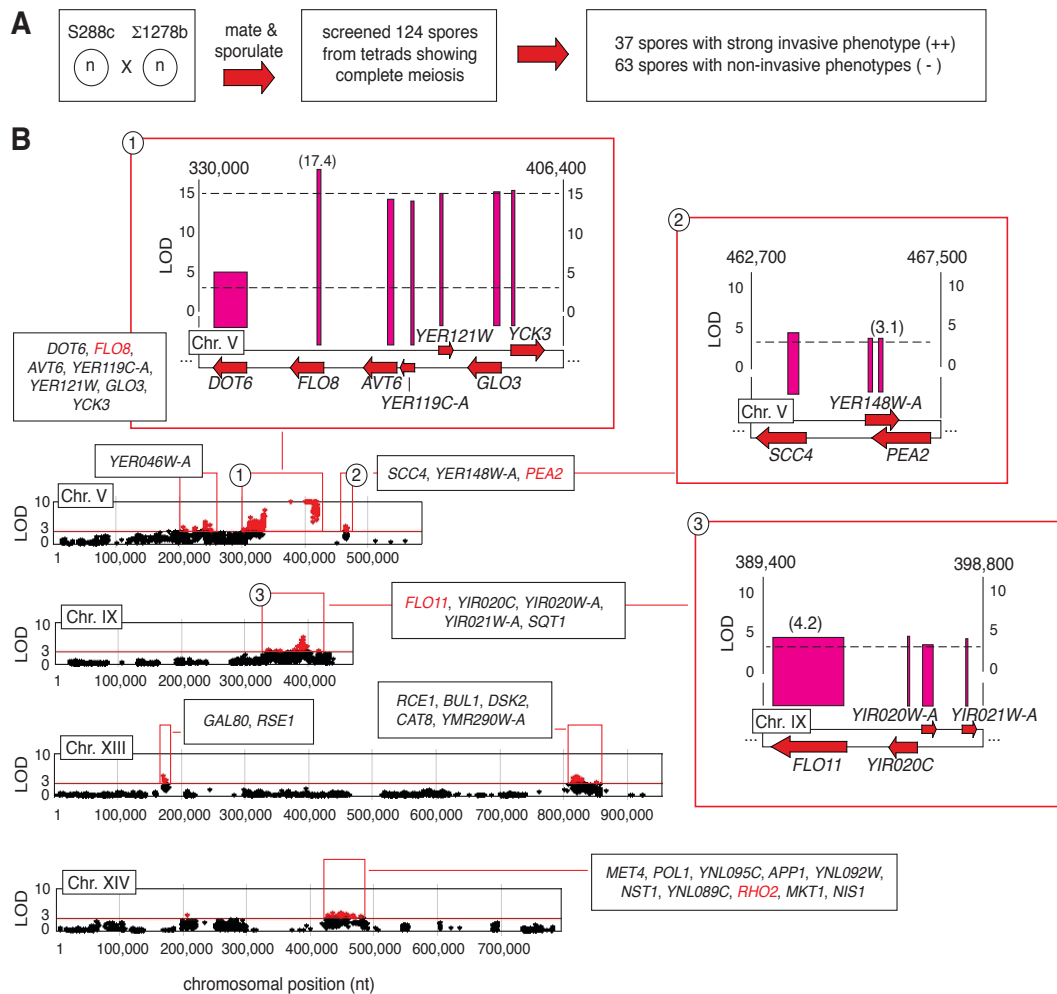 A
S288c Σ1278b
n X n
mate &
sporulate
screened 124 spores
from tetrads showing
complete meiosis
37 spores with strong invasive phenotype (++)
63 spores with non-invasive phenotypes ( - )
B
1
330,000 (17.4) 406,400
LOD
15 15
10 10
5 5
0 0
Chr. V
... ...
YER121W YCK3
DOT6 FLO8 AVT6 GLO3
YER119C-A
DOT6, FLO8,
AVT6, YER119C-A,
YER121W, GLO3,
YCK3
2
462,700 467,500
LOD
10 10
5 (3.1) 5
0 0
Chr. V YER148W-A
... ...
SCC4 PEA2
YER046W-A
1 2
SCC4, YER148W-A, PEA2
Chr. V
LOD
10
3
0
1 100,000 200,000 300,000 400,000 500,000
3
389,400 398,800
LOD
10 10
5 (4.2) 5
0 0
Chr. IX YIR020W-A YIR021W-A
... ...
FLO11 YIR020C
3
FLO11, YIR020C, YIR020W-A,
YIR021W-A, SQT1
Chr. IX
LOD
10
3
0
1 100,000 200,000 300,000 400,000
GAL80, RSE1
RCE1, BUL1, DSK2,
CAT8, YMR290W-A
Chr. XIII
LOD
10
3
0
1 100,000 200,000 300,000 400,000 500,000 600,000 700,000 800,000 900,000
MET4, POL1, YNL095C, APP1, YNL092W,
NST1, YNL089C, RHO2, MKT1, NIS1
Chr. XIV
LOD
10
3
0
1 100,000 200,000 300,000 400,000 500,000 600,000 700,000
chromosomal position (nt)